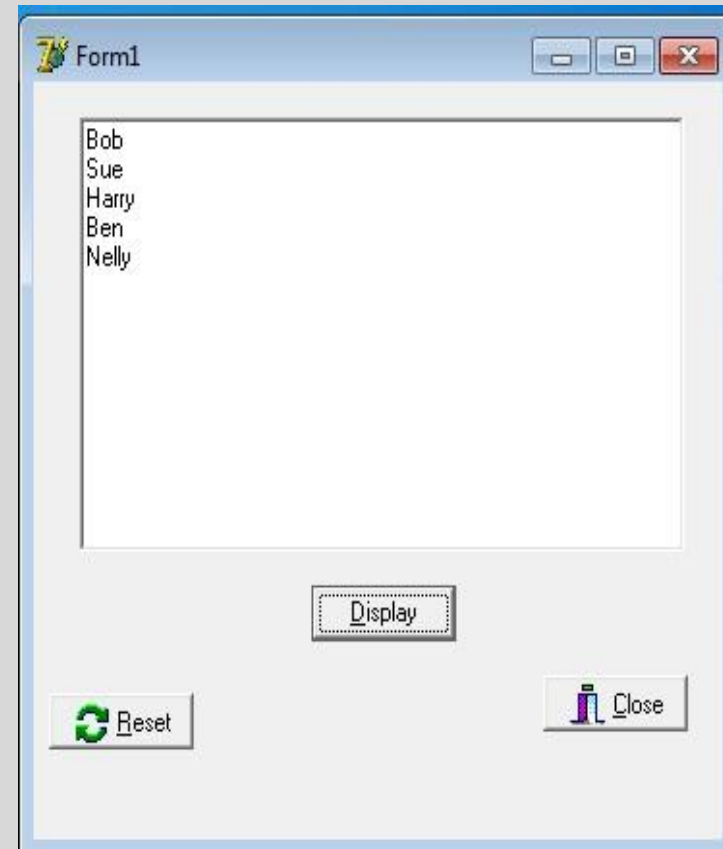 Form1
Bob
Sue
Harry
Ben
Nelly
Display
Reset
Close